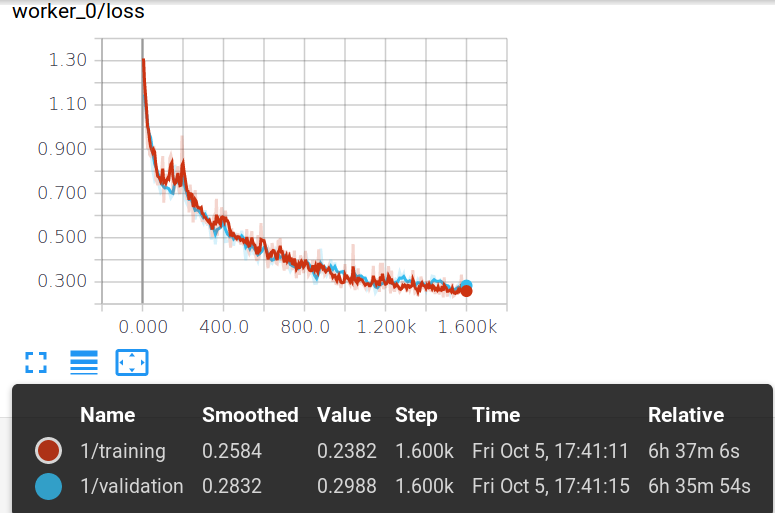 worker_0/loss
1.30
1.10
0.900
0.700
0.500
0.300
0.000 400.0 800.0 1.200k 1.600k
Name Smoothed Value Step Time Relative
1/training 0.2584 0.2382 1.600k Fri Oct 5, 17:41:11 6h 37m 6s
1/validation 0.2832 0.2988 1.600k Fri Oct 5, 17:41:15 6h 35m 54s